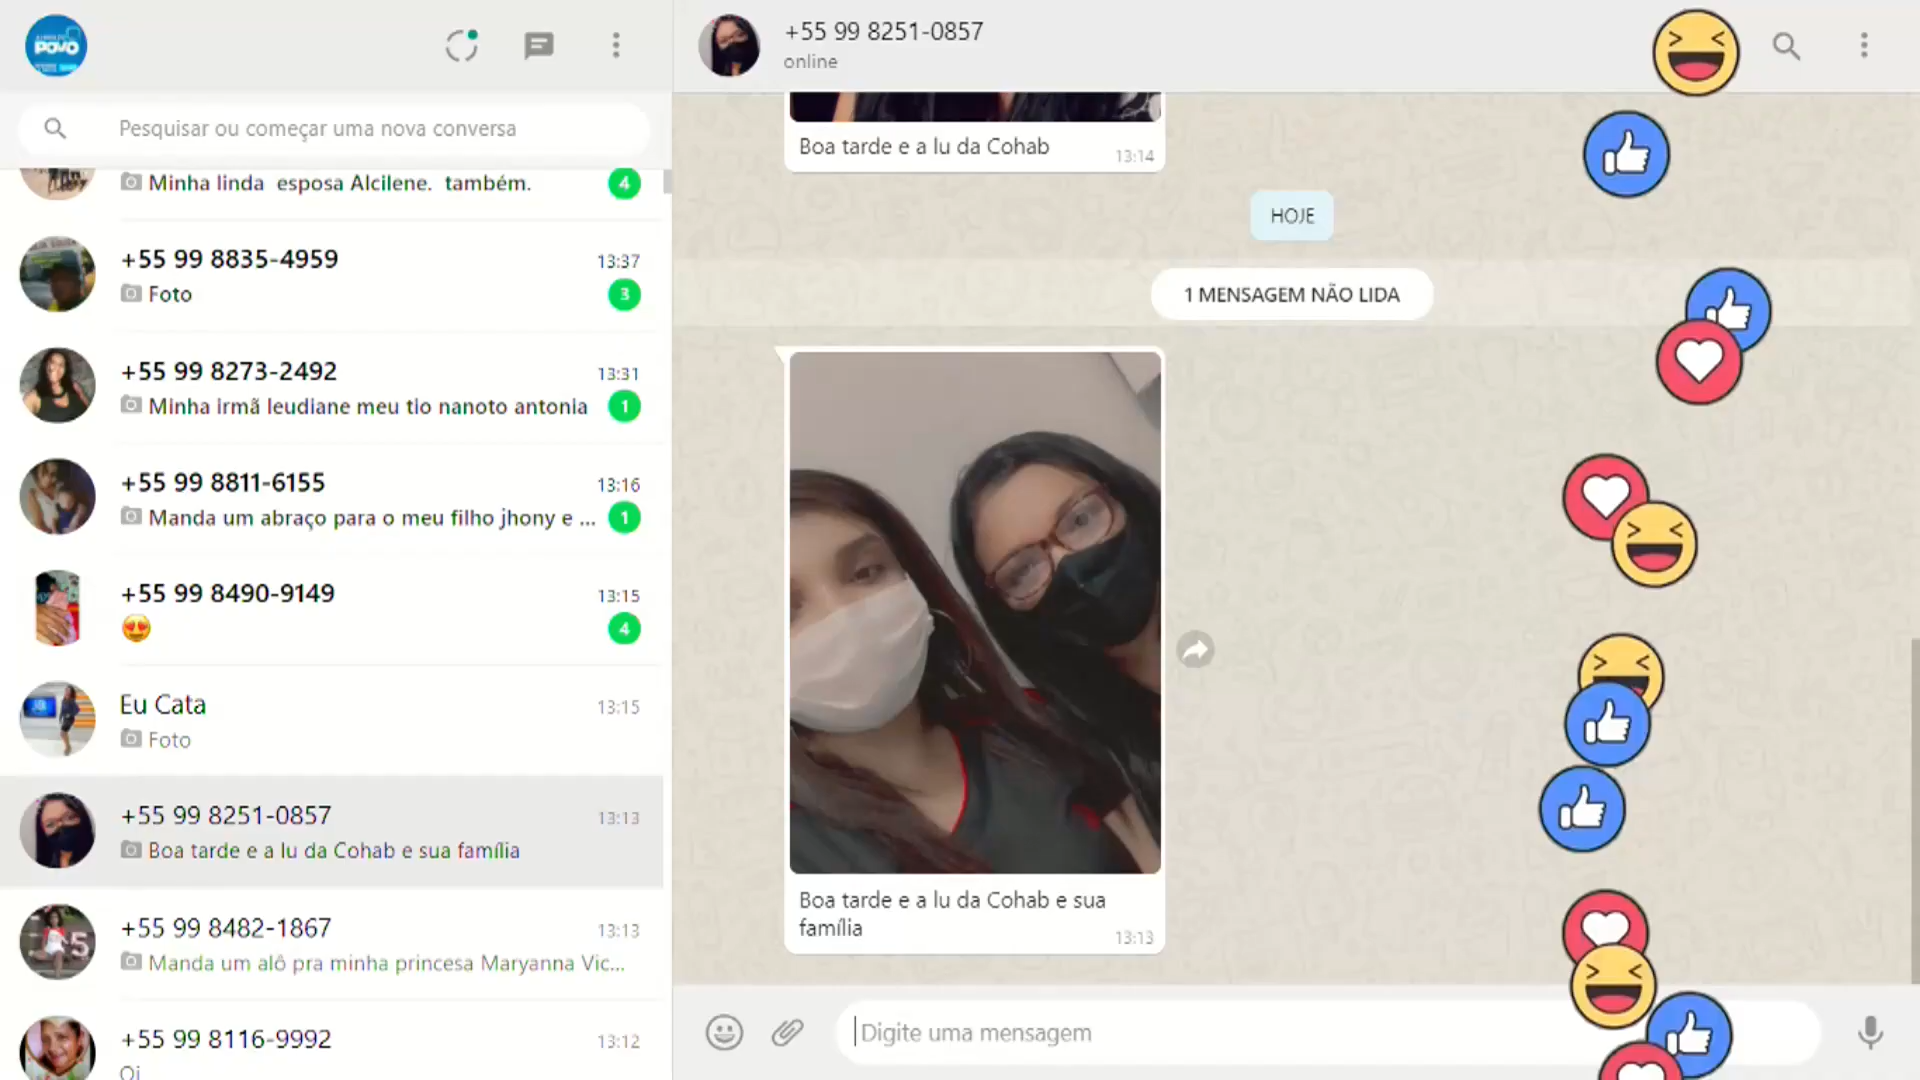 POVO
Pesquisar ou começar uma nova conversa
Minha linda esposa Alcilene. também.
4
+55 99 8835-4959
13:37
Foto
3
+55 99 8273-2492
13:31
Minha irmã leudiane meu tio nanoto antonia
1
+55 99 8811-6155
13:16
Manda um abraço para o meu filho jhony e ...
1
+55 99 8490-9149
13:15
4
Eu Cata
13:15
Foto
+55 99 8251-0857
13:13
Boa tarde e a lu da Cohab e sua família
+55 99 8482-1867
13:13
Manda um alô pra minha princesa Maryanna Vic...
+55 99 8116-9992
13:12
Oi
+55 99 8251-0857
online
Boa tarde e a lu da Cohab
13:14
HOJE
1 MENSAGEM NÃO LIDA
Boa tarde e a lu da Cohab e sua
família
13:13
Digite uma mensagem